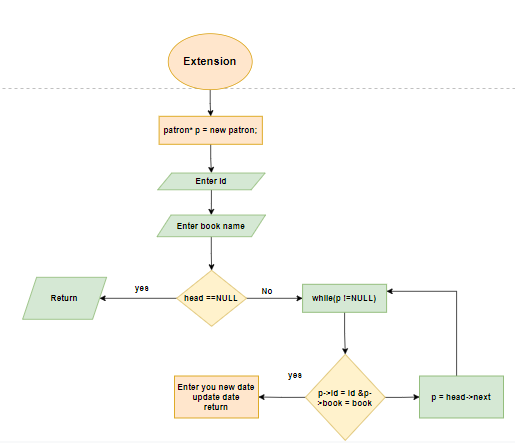 Extension
patron* p = new patron;
Enter id
Enter book name
head ==NULL
yes
Return
No
while(p !=NULL)
p->id = id &p-
>book = book
yes
Enter you new date
update date
return
p = head->next